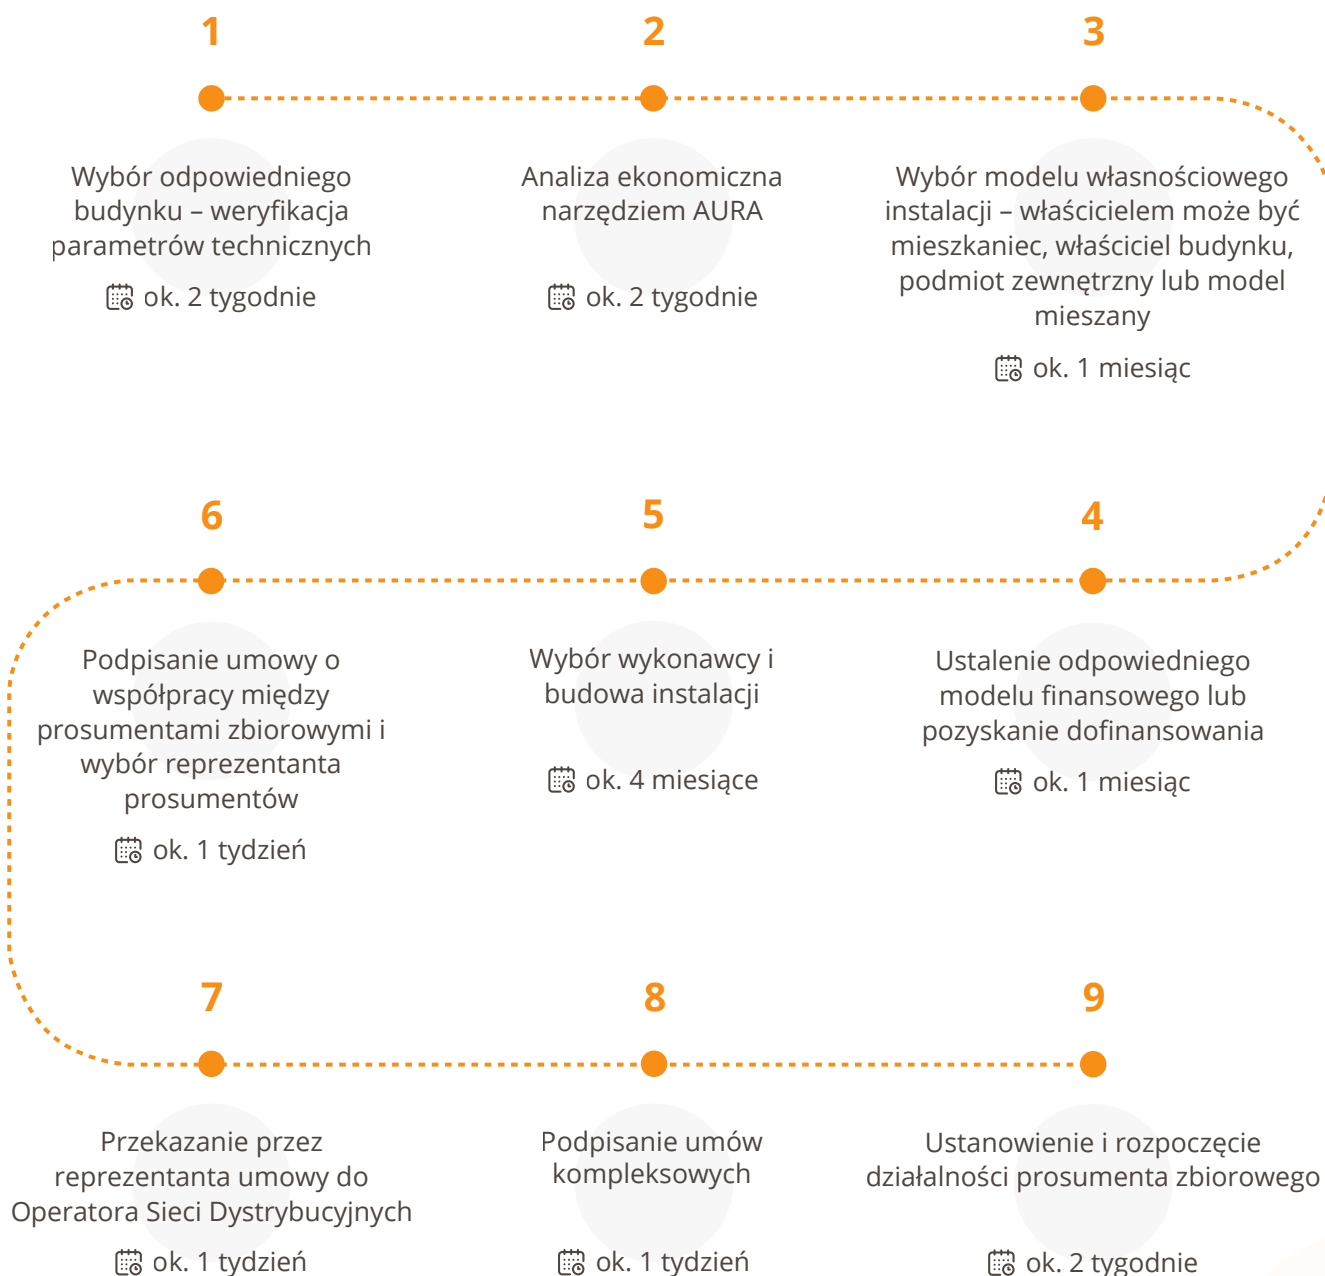 1
Wybór odpowiedniego
budynku – weryfikacja
parametrów technicznych
ok. 2 tygodnie
2
Analiza ekonomiczna
narzędziem AURA
ok. 2 tygodnie
3
Wybór modelu własnościowego
instalacji – właścicielem może być
mieszkaniec, właściciel budynku,
podmiot zewnętrzny lub model
mieszany
ok. 1 miesiąc
4
Ustalenie odpowiedniego
modelu finansowego lub
pozyskanie dofinansowania
ok. 1 miesiąc
5
Wybór wykonawcy i
budowa instalacji
ok. 4 miesiące
6
Podpisanie umowy o
współpracy między
prosumentami zbiorowymi i
wybór reprezentanta
prosumentów
ok. 1 tydzień
7
Przekazanie przez
reprezentanta umowy do
Operatora Sieci Dystrybucyjnych
ok. 1 tydzień
8
Podpisanie umów
kompleksowych
ok. 1 tydzień
9
Ustanowienie i rozpoczęcie
działalności prosumenta zbiorowego
ok. 2 tygodnie